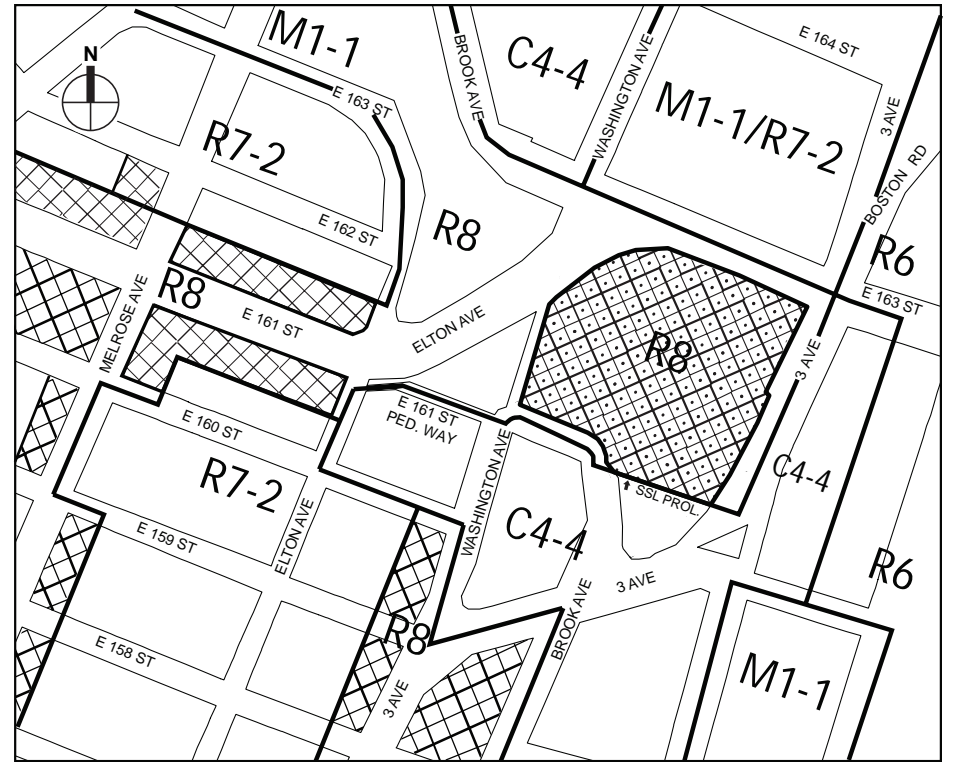 M1-1
C4-4
E 164 ST
N
BROOK AVE
WASHINGTON AVE
E 163 ST
M1-1/R7-2
3 AVE
R7-2
BOSTON RD
E 162 ST
R8
R6
R8
MELROSE AVE
E 163 ST
E 161 ST
ELTON AVE
R8
3 AVE
E 161 ST
PED. WAY
E 160 ST
R7-2
WASHINGTON AVE
C4-4
SSL PROL.
ELTON AVE
C4-4
E 159 ST
R6
3 AVE
BROOK AVE
R8
E 158 ST
M1-1
3 AVE